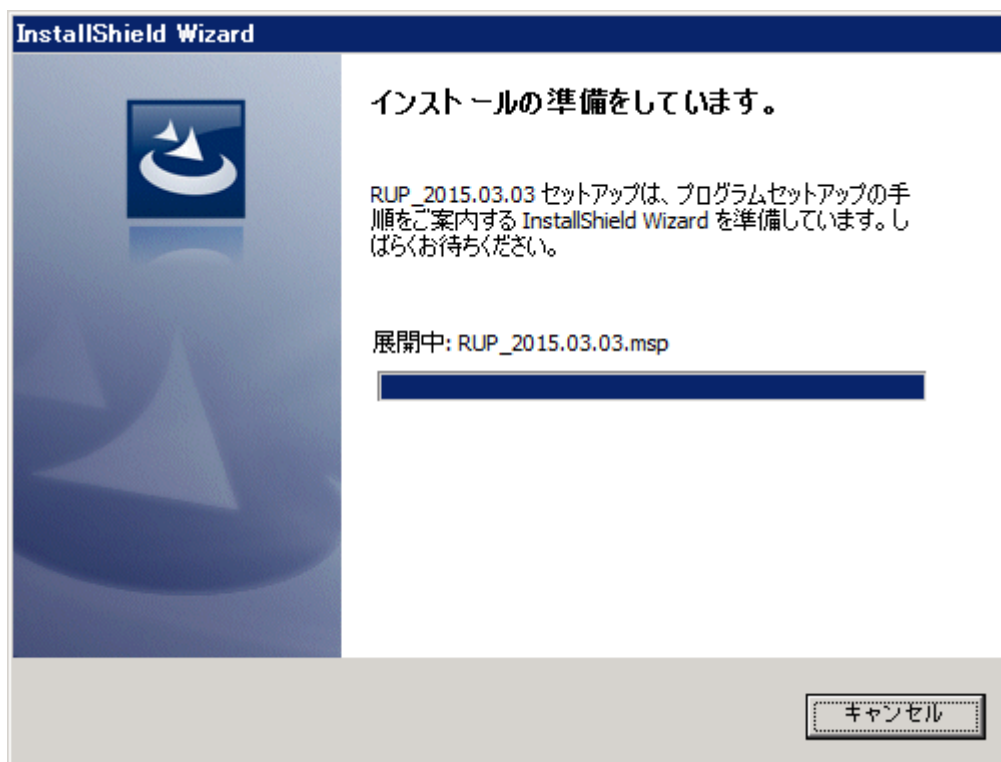 InstallShield Wizard
インストールの準備をしています。
RUP_2015.03.03 セットアップは、プログラムセットアップの手
順をご案内する InstallShield Wizard を準備しています。し
ばらくお待ちください。
展開中: RUP_2015.03.03.msp
キャンセル